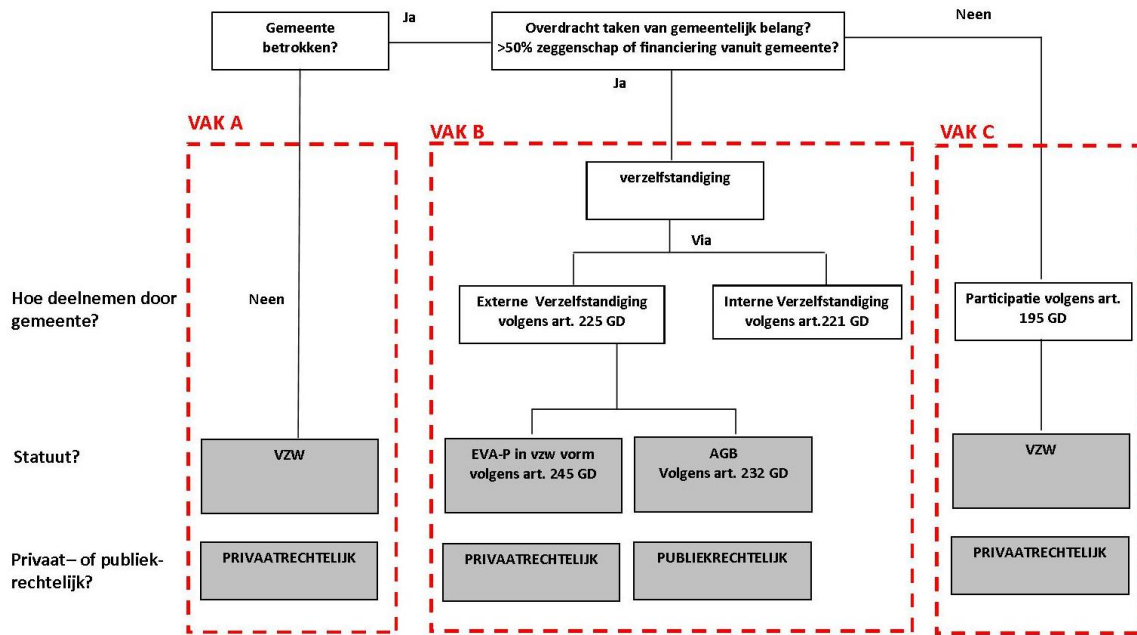 Gemeente
betrokken?
Ja
Overdracht taken van gemeentelijk belang?
>50% zeggenschap of financiering vanuit gemeente?
Neen
Ja
VAK A
VAK B
VAK C
verzelfstandiging
Via
Hoe deelnemen door
gemeente?
Neen
Externe Verzelfstandiging
volgens art. 225 GD
Interne Verzelfstandiging
volgens art.221 GD
Participatie volgens art.
195 GD
Statuut?
VZW
EVA-P in vzw vorm
volgens art. 245 GD
AGB
Volgens art. 232 GD
VZW
Privaat– of publiek-
rechtelijk?
PRIVAATRECHTELIJK
PRIVAATRECHTELIJK
PUBLIEKRECHTELIJK
PRIVAATRECHTELIJK